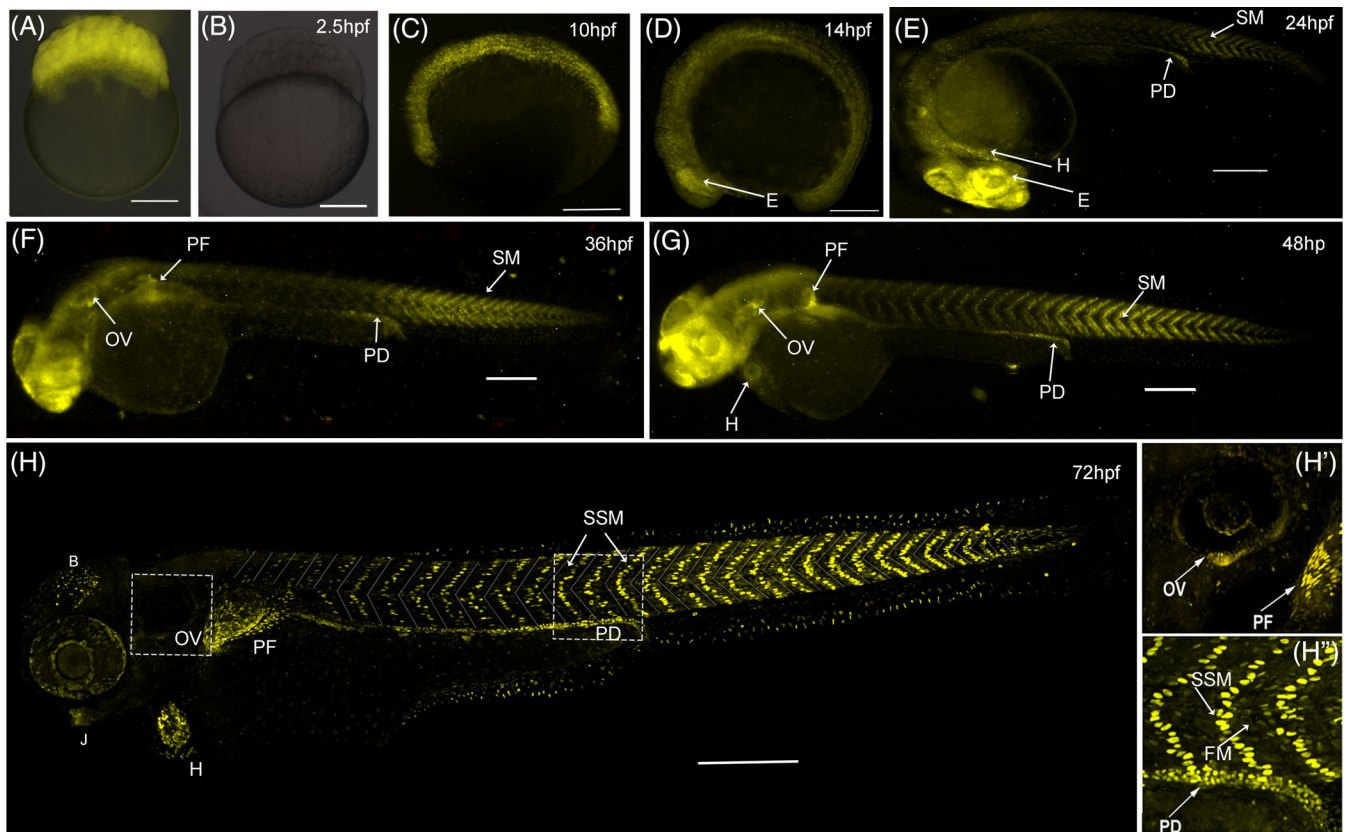 (A)
(B) 2.5hpf
(C) 10hpf
(D) 14hpf
E
(E) 24hpf
SM
PD
H
E
(F) 36hpf
PF
SM
OV
PD
(G) 48hp
PF
SM
OV
PD
H
(H) 72hpf
SSM
B
OV
PF
PD
J
H
(H')
OV
PF
(H'')
SSM
FM
PD